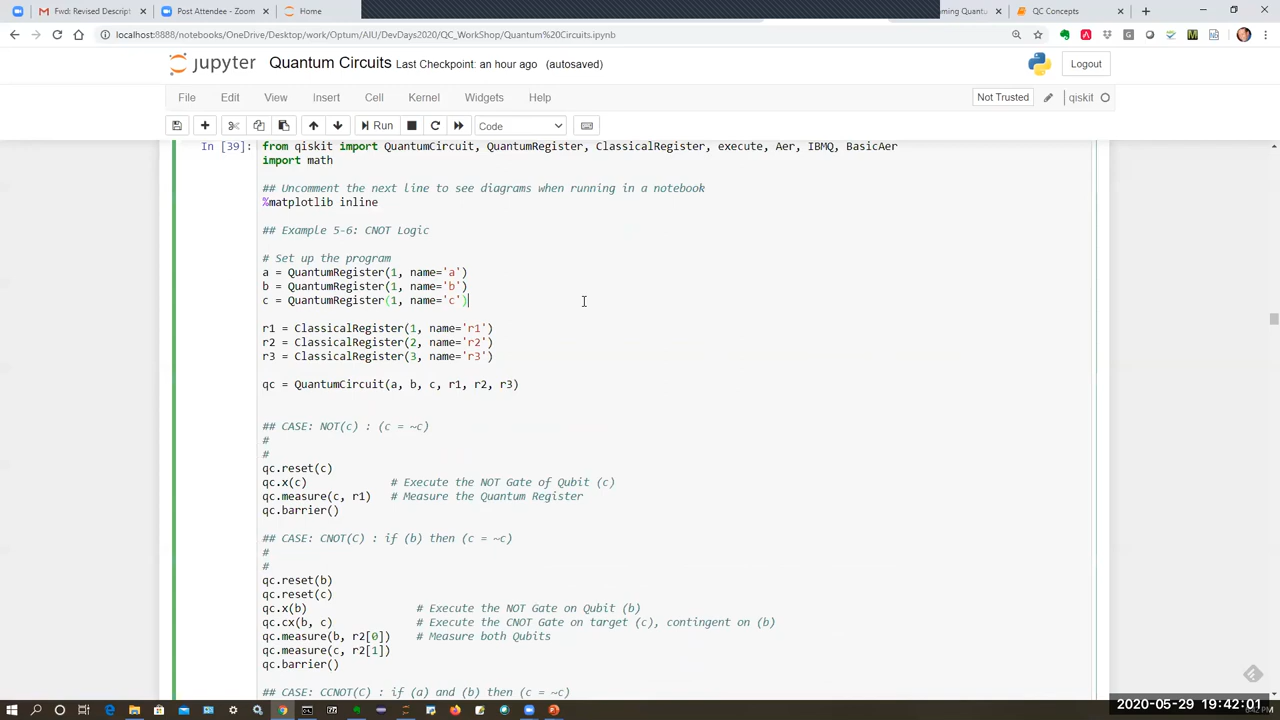 Fwd: Revised Descript
Post Attendee - Zoom
Home
ming Quantum
QC Concepts
localhost:8888/notebooks/OneDrive/Desktop/work/Optum/AIU/DevDays2020/QC_WorkShop/Quantum%20Circuits.ipynb
jupyter Quantum Circuits Last Checkpoint: an hour ago (autosaved)
Logout
File Edit View Insert Cell Kernel Widgets Help
Not Trusted
qiskit
Run
Code
In [39]: from qiskit import QuantumCircuit, QuantumRegister, ClassicalRegister, execute, Aer, IBMQ, BasicAer
import math
## Uncomment the next line to see diagrams when running in a notebook
%matplotlib inline
## Example 5-6: CNOT Logic
# Set up the program
a = QuantumRegister(1, name='a')
b = QuantumRegister(1, name='b')
c = QuantumRegister(1, name='c')
r1 = ClassicalRegister(1, name='r1')
r2 = ClassicalRegister(2, name='r2')
r3 = ClassicalRegister(3, name='r3')
qc = QuantumCircuit(a, b, c, r1, r2, r3)
## CASE: NOT(c) : (c = ~c)
#
#
qc.reset(c)
qc.x(c) # Execute the NOT Gate of Qubit (c)
qc.measure(c, r1) # Measure the Quantum Register
qc.barrier()
## CASE: CNOT(C) : if (b) then (c = ~c)
#
#
qc.reset(b)
qc.reset(c)
qc.x(b) # Execute the NOT Gate on Qubit (b)
qc.cx(b, c) # Execute the CNOT Gate on target (c), contingent on (b)
qc.measure(b, r2[0]) # Measure both Qubits
qc.measure(c, r2[1])
qc.barrier()
## CASE: CCNOT(C) : if (a) and (b) then (c = ~c)
2020-05-29 19:42:01